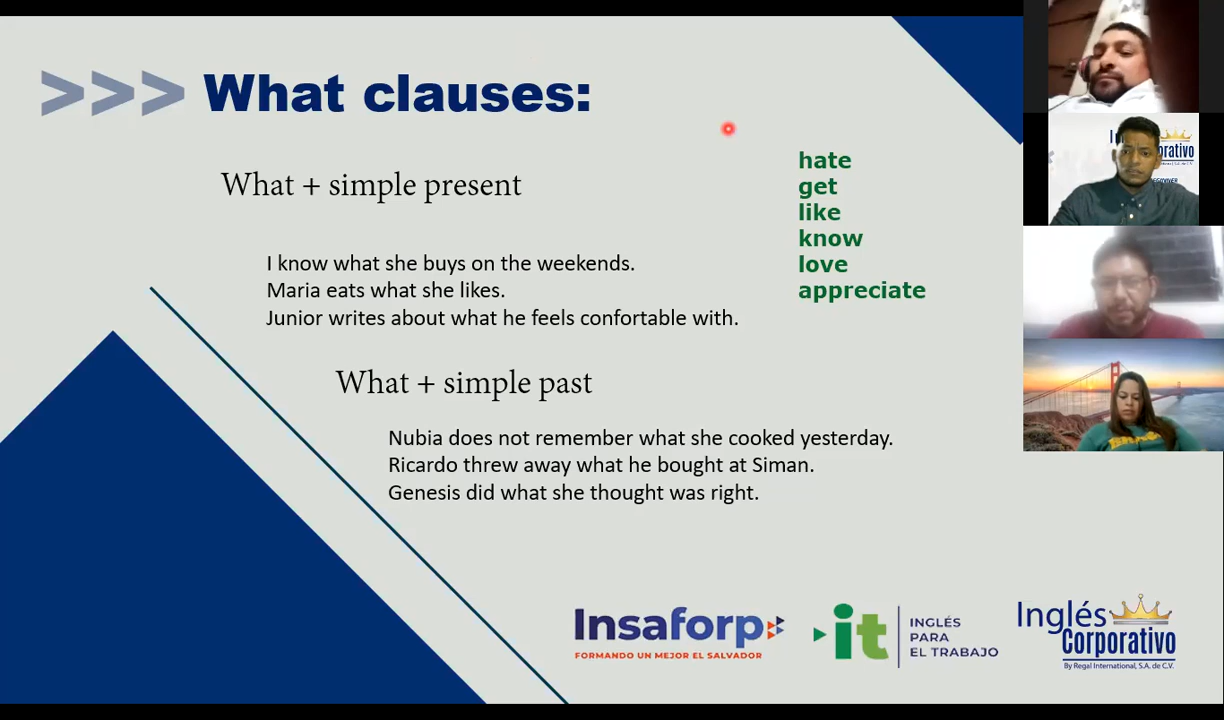 >>> What clauses:
What + simple present
I know what she buys on the weekends.
Maria eats what she likes.
Junior writes about what he feels confortable with.
hate
get
like
know
love
appreciate
What + simple past
Nubia does not remember what she cooked yesterday.
Ricardo threw away what he bought at Siman.
Genesis did what she thought was right.
Insaforp
FORMANDO UN MEJOR EL SALVADOR
it
INGLÉS
PARA
EL TRABAJO
Inglés
Corporativo
By Regal International, S.A. de C.V.